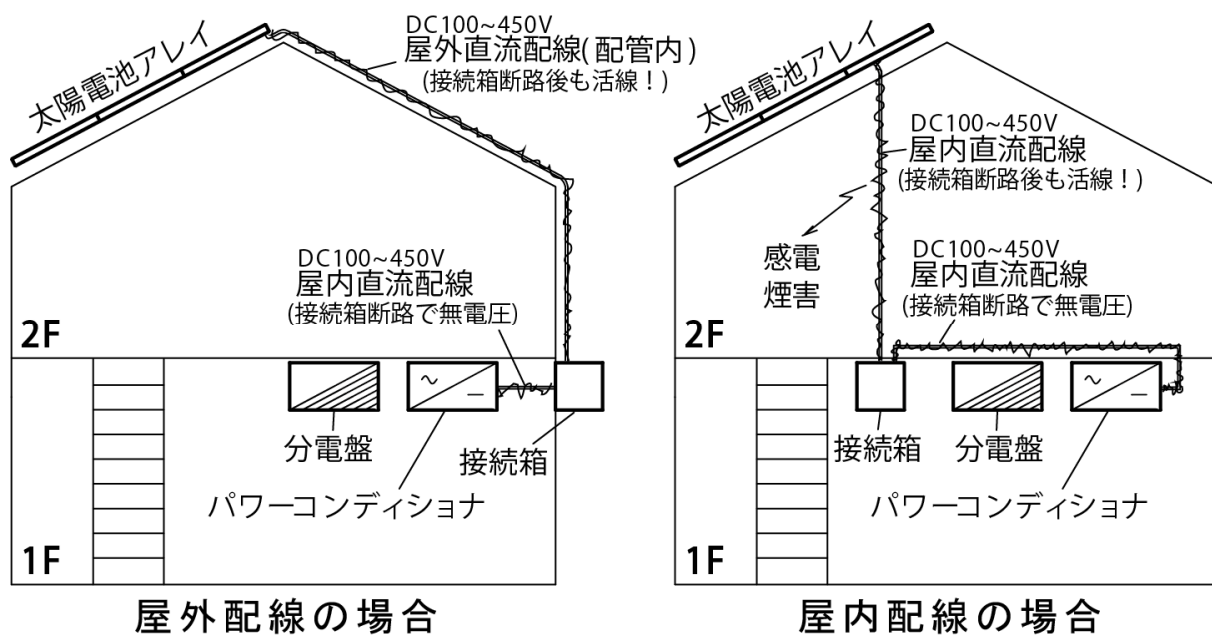 DC100~450V
屋外直流配線(配管内)
(接続箱断路後も活線！)
太陽電池アレイ
DC100~450V
屋内直流配線
(接続箱断路で無電圧)
2F
分電盤
接続箱
パワーコンディショナ
1F
屋外配線の場合
太陽電池アレイ
DC100~450V
屋内直流配線
(接続箱断路後も活線！)
感電
煙害
DC100~450V
屋内直流配線
(接続箱断路で無電圧)
2F
接続箱
分電盤
パワーコンディショナ
1F
屋内配線の場合